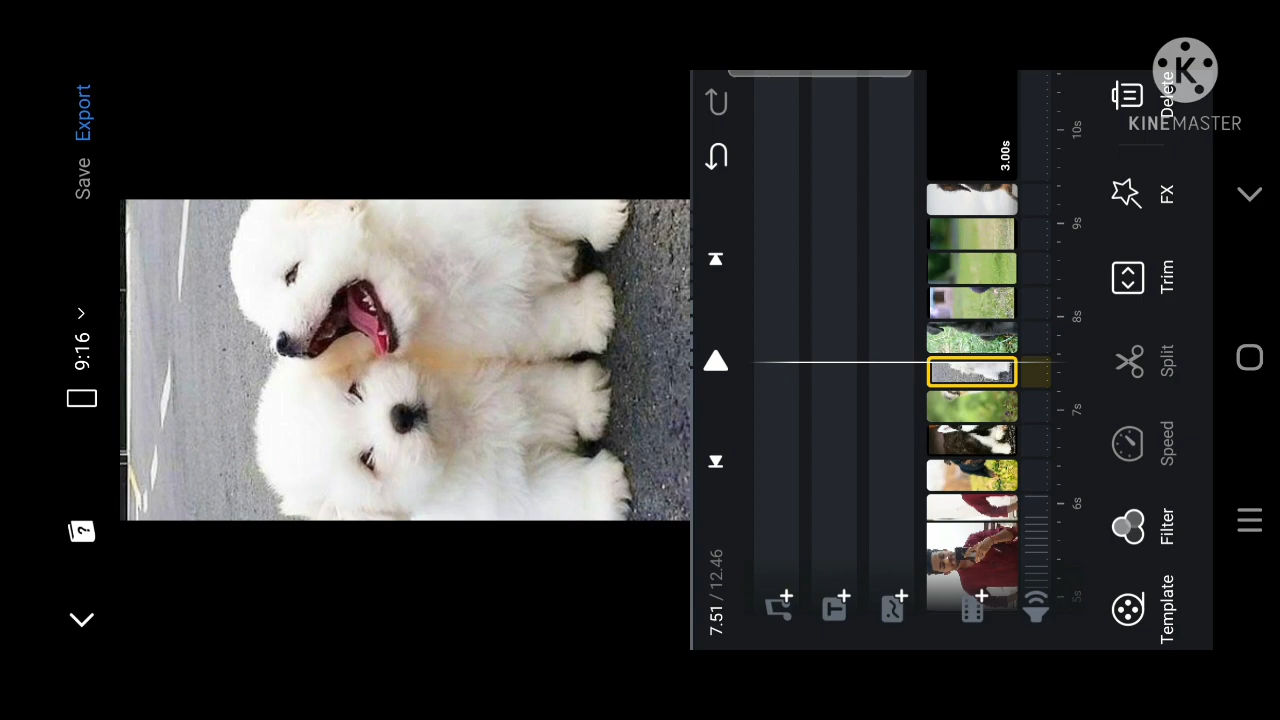 9:16
Save
Export
7.51 / 12.46
3.00s
5s
6s
7s
8s
9s
10s
Template
Filter
Speed
Split
Trim
FX
Delete
KINEMASTER